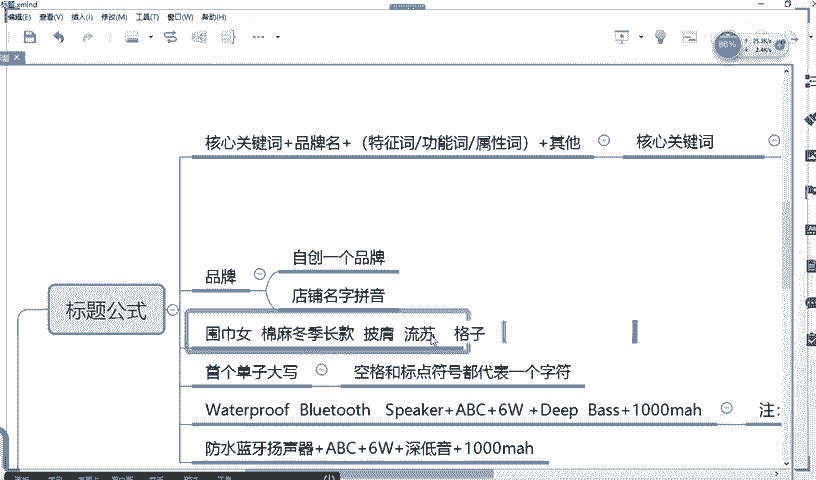 标题.xmind
编辑(E) 查看(V) 插入(I) 修改(M) 工具(T) 窗口(W) 帮助(H)
86%
核心关键词+品牌名+（特征词/功能词/属性词）+其他
核心关键词
自创一个品牌
品牌
店铺名字拼音
标题公式
围巾女 棉麻冬季长款 披肩 流苏 格子
首个单子大写
空格和标点符号都代表一个字符
Waterproof Bluetooth Speaker+ABC+6W +Deep Bass+1000mah
注:
防水蓝牙扬声器+ABC+6W+深低音+1000mah